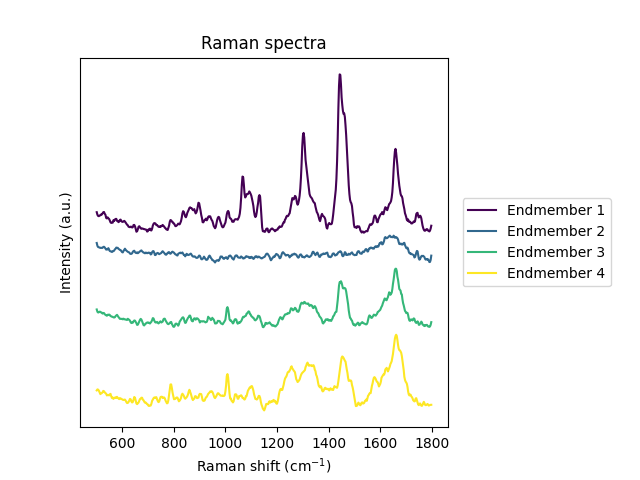 Raman spectra
Intensity (a.u.)
Endmember 1
Endmember 2
Endmember 3
Endmember 4
600 800 1000 1200 1400 1600 1800
Raman shift (cm⁻¹)